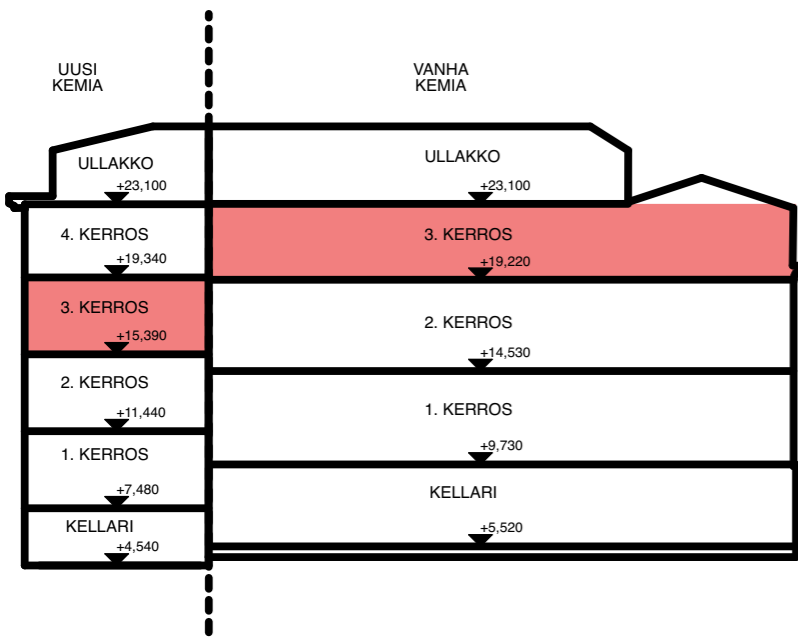 UUSI
KEMIA
VANHA
KEMIA
ULLAKKO
+23,100
ULLAKKO
+23,100
4. KERROS
+19,340
3. KERROS
+19,220
3. KERROS
+15,390
2. KERROS
+14,530
2. KERROS
+11,440
1. KERROS
+9,730
1. KERROS
+7,480
KELLARI
+5,520
KELLARI
+4,540